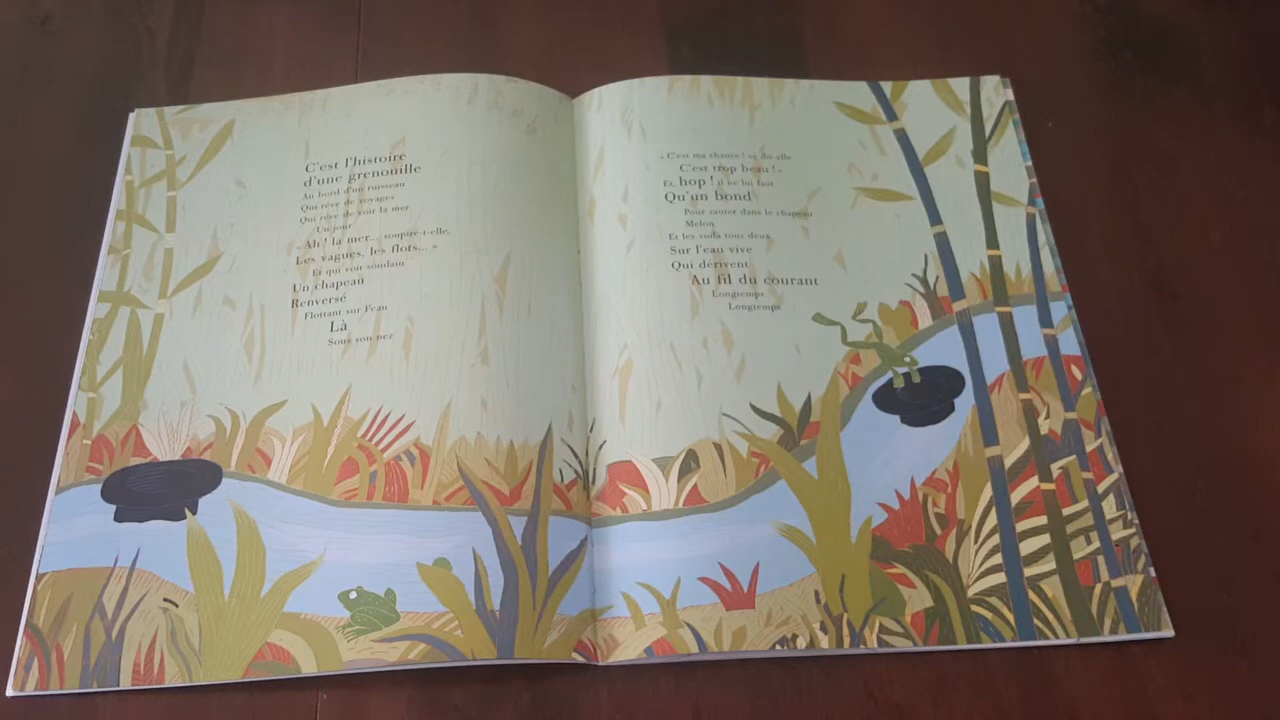 C'est l'histoire
d'une grenouille
Au bord d'un ruisseau
Qui rêve de voyages
Qui rêve de voir la mer
Un jour
« Ah ! la mer... soupire-t-elle,
Les vagues, les flots... »
Et qui voit soudain
Un chapeau
Renversé
Flottant sur l'eau
Là
Sous son nez
« C'est ma chance ! se dit-elle
C'est trop beau ! »
Et, hop ! il ne lui faut
Qu'un bond
Pour sauter dans le chapeau
Melon
Et les voilà tous deux
Sur l'eau vive
Qui dérivent
Au fil du courant
Longtemps
Longtemps